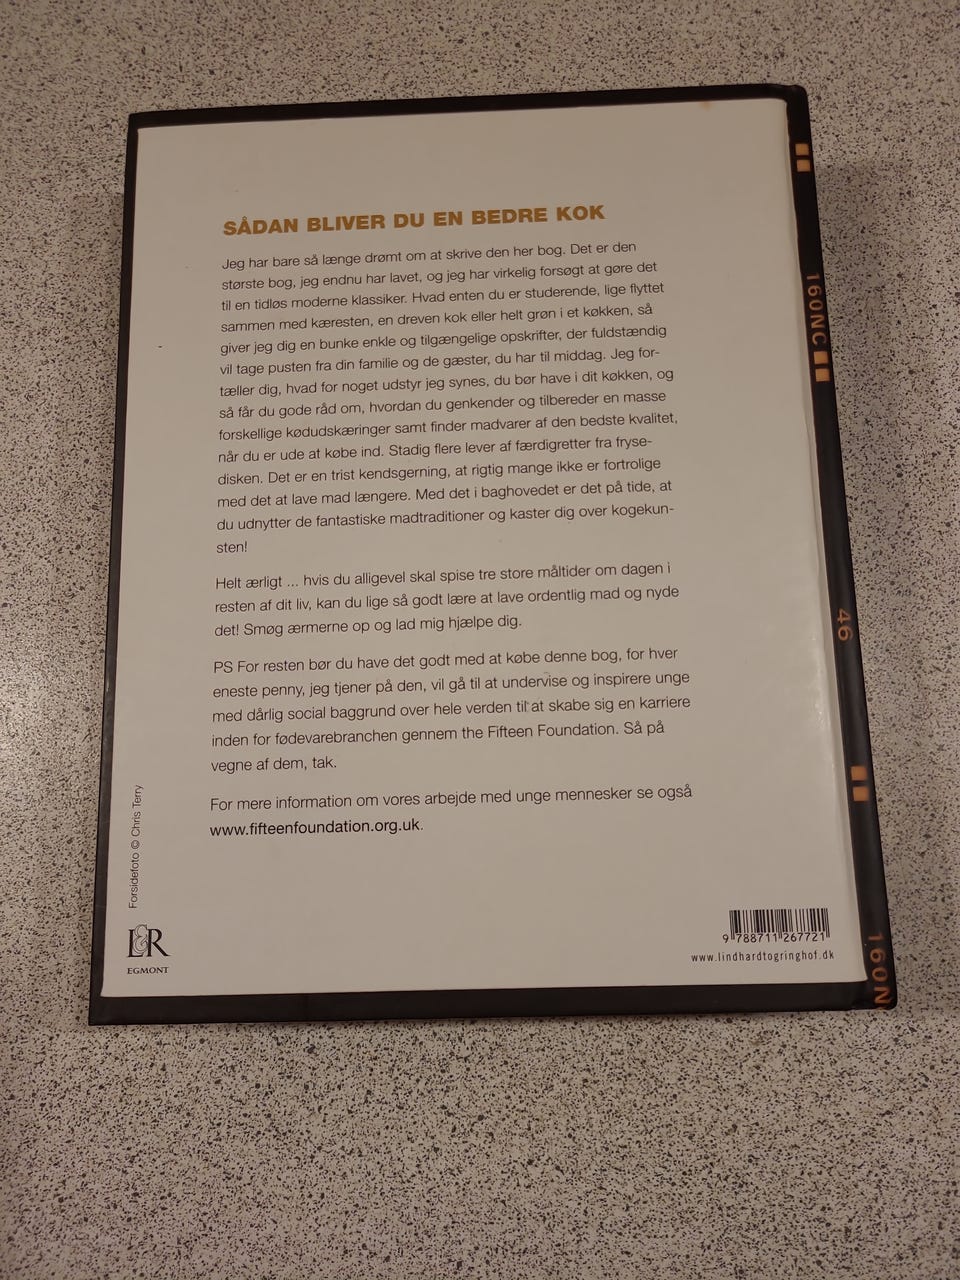 SÅDAN BLIVER DU EN BEDRE KOK
Jeg har bare så længe drømt om at skrive den her bog. Det er den
største bog, jeg endnu har lavet, og jeg har virkelig forsøgt at gøre det
til en tidløs moderne klassiker. Hvad enten du er studerende, lige flyttet
sammen med kæresten, en dreven kok eller helt grøn i et køkken, så
giver jeg dig en bunke enkle og tilgængelige opskrifter, der fuldstændig
vil tage pusten fra din familie og de gæster, du har til middag. Jeg for-
tæller dig, hvad for noget udstyr jeg synes, du bør have i dit køkken, og
så får du gode råd om, hvordan du genkender og tilbereder en masse
forskellige kødudskæringer samt finder madvarer af den bedste kvalitet,
når du er ude at købe ind. Stadig flere lever af færdigretter fra fryse-
disken. Det er en trist kendsgerning, at rigtig mange ikke er fortrolige
med det at lave mad længere. Med det i baghovedet er det på tide, at
du udnytter de fantastiske madtraditioner og kaster dig over kogekun-
sten!
Helt ærligt ... hvis du alligevel skal spise tre store måltider om dagen i
resten af dit liv, kan du lige så godt lære at lave ordentlig mad og nyde
det! Smøg ærmerne op og lad mig hjælpe dig.
PS For resten bør du have det godt med at købe denne bog, for hver
eneste penny, jeg tjener på den, vil gå til at undervise og inspirere unge
med dårlig social baggrund over hele verden til at skabe sig en karriere
inden for fødevarebranchen gennem the Fifteen Foundation. Så på
vegne af dem, tak.
For mere information om vores arbejde med unge mennesker se også
www.fifteenfoundation.org.uk.
Forsidefoto © Chris Terry
L&R
EGMONT
9 788711 267721
www.lindhardtogringhof.dk
160NC
46
160N